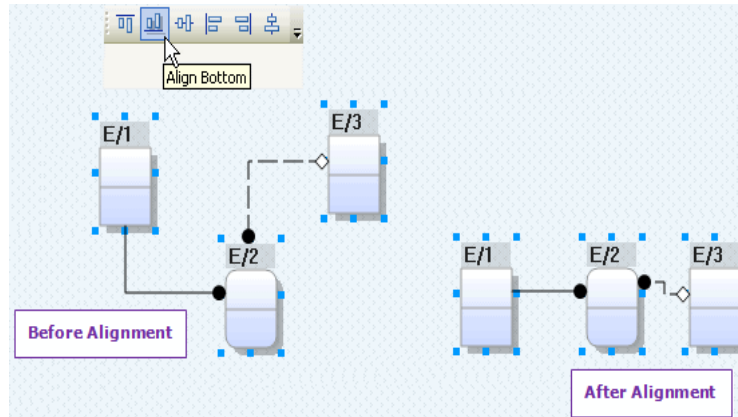 Align Bottom
E/3
E/1
E/2
E/1
E/2
E/3
Before Alignment
After Alignment